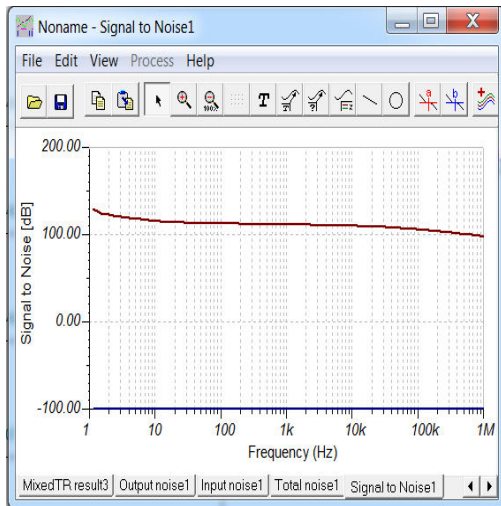 Noname - Signal to Noise1
File Edit View Process Help
T
a
b
200.00
100.00
0.00
-100.00
Signal to Noise [dB]
1 10 100 1k 10k 100k 1M
Frequency (Hz)
MixedTR result3 Output noise1 Input noise1 Total noise1 Signal to Noise1